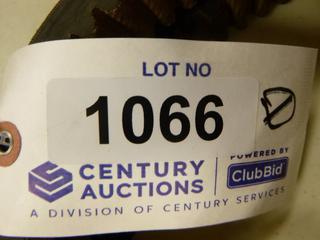 LOT NO
1066
CENTURY
AUCTIONS
POWERED BY
ClubBid
A DIVISION OF CENTURY SERVICES